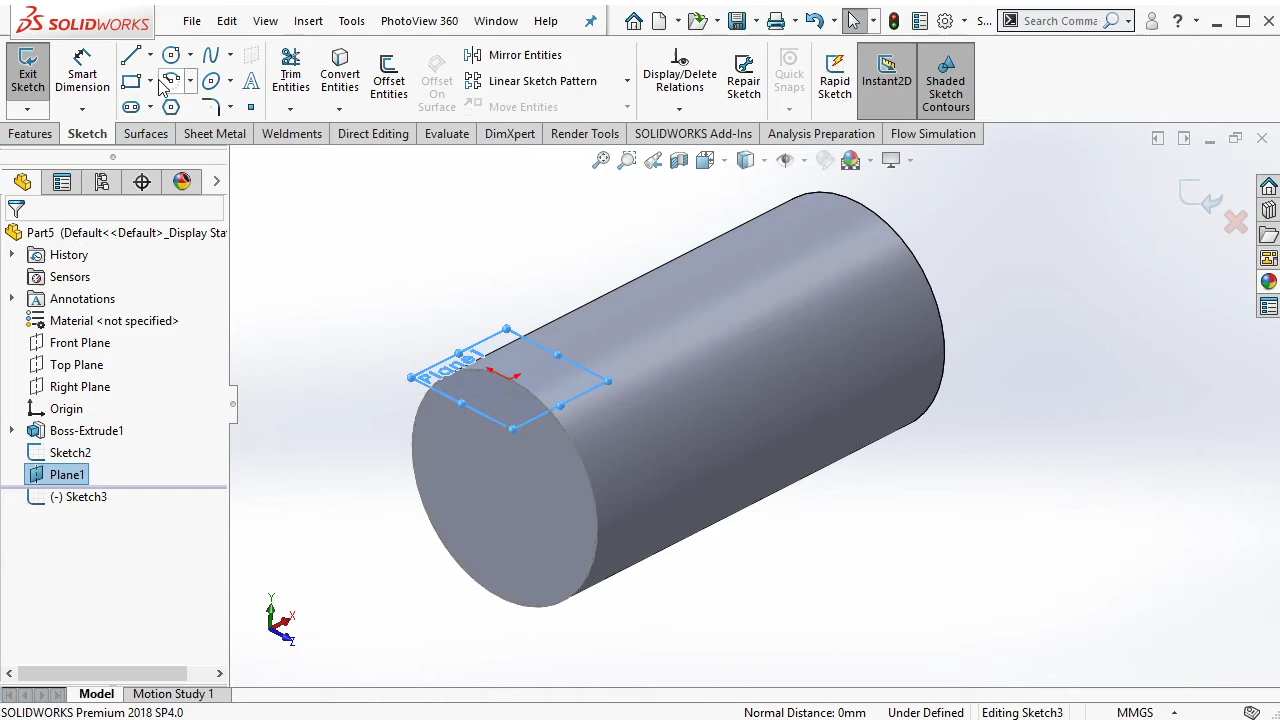 SOLIDWORKS File Edit View Insert Tools PhotoView 360 Window Help S... Search Comma ?
Exit Sketch
Smart Dimension
Trim Entities
Convert Entities
Offset Entities
Offset On Surface
Mirror Entities
Linear Sketch Pattern
Move Entities
Display/Delete Relations
Repair Sketch
Quick Snaps
Rapid Sketch
Instant2D
Shaded Sketch Contours
Features Sketch Surfaces Sheet Metal Weldments Direct Editing Evaluate DimXpert Render Tools SOLIDWORKS Add-Ins Analysis Preparation Flow Simulation
Part5 (Default<<Default>_Display Sta
History
Sensors
Annotations
Material <not specified>
Front Plane
Top Plane
Right Plane
Origin
Boss-Extrude1
Sketch2
Plane1
(-) Sketch3
Plane1
Y
X
Z
Model Motion Study 1
SOLIDWORKS Premium 2018 SP4.0 Normal Distance: 0mm Under Defined Editing Sketch3 MMGS